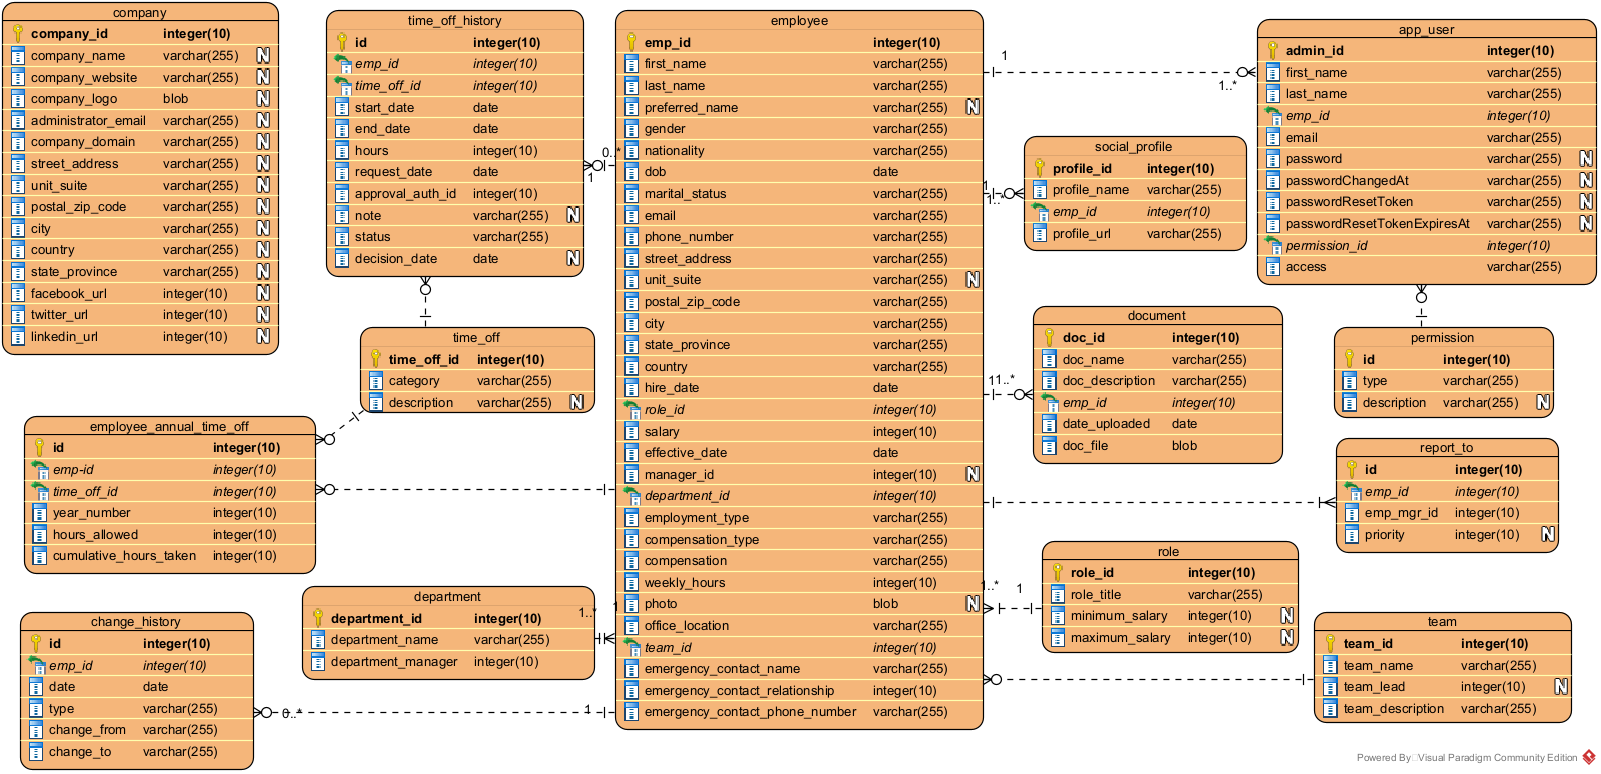 company
company_id integer(10)
company_name varchar(255) N
company_website varchar(255) N
company_logo blob N
administrator_email varchar(255) N
company_domain varchar(255) N
street_address varchar(255) N
unit_suite varchar(255) N
postal_zip_code varchar(255) N
city varchar(255) N
country varchar(255) N
state_province varchar(255) N
facebook_url integer(10) N
twitter_url integer(10) N
linkedin_url integer(10) N
time_off_history
id integer(10)
emp_id integer(10)
time_off_id integer(10)
start_date date
end_date date
hours integer(10)
request_date date
approval_auth_id integer(10)
note varchar(255) N
status varchar(255)
decision_date date N
0..*
1
time_off
time_off_id integer(10)
category varchar(255)
description varchar(255) N
employee_annual_time_off
id integer(10)
emp-id integer(10)
time_off_id integer(10)
year_number integer(10)
hours_allowed integer(10)
cumulative_hours_taken integer(10)
department
department_id integer(10)
department_name varchar(255)
department_manager integer(10)
1..*
1
change_history
id integer(10)
emp_id integer(10)
date date
type varchar(255)
change_from varchar(255)
change_to varchar(255)
0..*
1
employee
emp_id integer(10)
first_name varchar(255)
last_name varchar(255)
preferred_name varchar(255) N
gender varchar(255)
nationality varchar(255)
dob date
marital_status varchar(255)
email varchar(255)
phone_number varchar(255)
street_address varchar(255)
unit_suite varchar(255) N
postal_zip_code varchar(255)
city varchar(255)
state_province varchar(255)
country varchar(255)
hire_date date
role_id integer(10)
salary integer(10)
effective_date date
manager_id integer(10) N
department_id integer(10)
employment_type varchar(255)
compensation_type varchar(255)
compensation varchar(255)
weekly_hours integer(10)
photo blob N
office_location varchar(255)
team_id integer(10)
emergency_contact_name varchar(255)
emergency_contact_relationship integer(10)
emergency_contact_phone_number varchar(255)
1
1..*
app_user
admin_id integer(10)
first_name varchar(255)
last_name varchar(255)
emp_id integer(10)
email varchar(255)
password varchar(255) N
passwordChangedAt varchar(255) N
passwordResetToken varchar(255) N
passwordResetTokenExpiresAt varchar(255) N
permission_id integer(10)
access varchar(255)
1
1..*
social_profile
profile_id integer(10)
profile_name varchar(255)
emp_id integer(10)
profile_url varchar(255)
1
1..*
document
doc_id integer(10)
doc_name varchar(255)
doc_description varchar(255)
emp_id integer(10)
date_uploaded date
doc_file blob
permission
id integer(10)
type varchar(255)
description varchar(255) N
report_to
id integer(10)
emp_id integer(10)
emp_mgr_id integer(10)
priority integer(10) N
1..*
1
role
role_id integer(10)
role_title varchar(255)
minimum_salary integer(10) N
maximum_salary integer(10) N
team
team_id integer(10)
team_name varchar(255)
team_lead integer(10) N
team_description varchar(255)
Powered By Visual Paradigm Community Edition